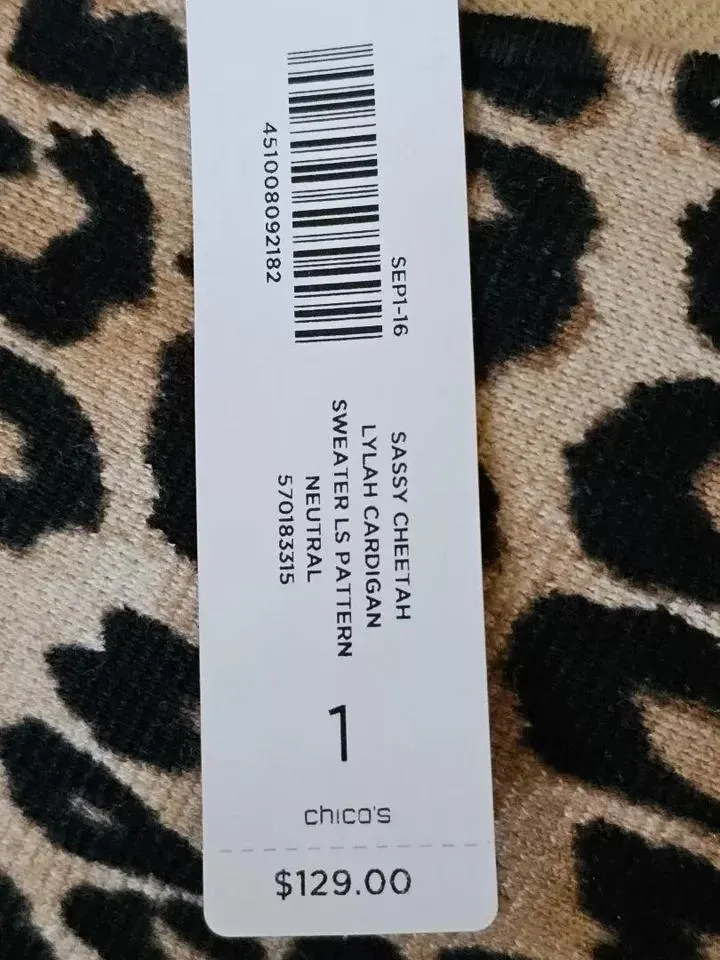 451008092182
SEP1-16
SASSY CHEETAH
LYLAH CARDIGAN
SWEATER LS PATTERN
NEUTRAL
570183315
1
chico's
$129.00